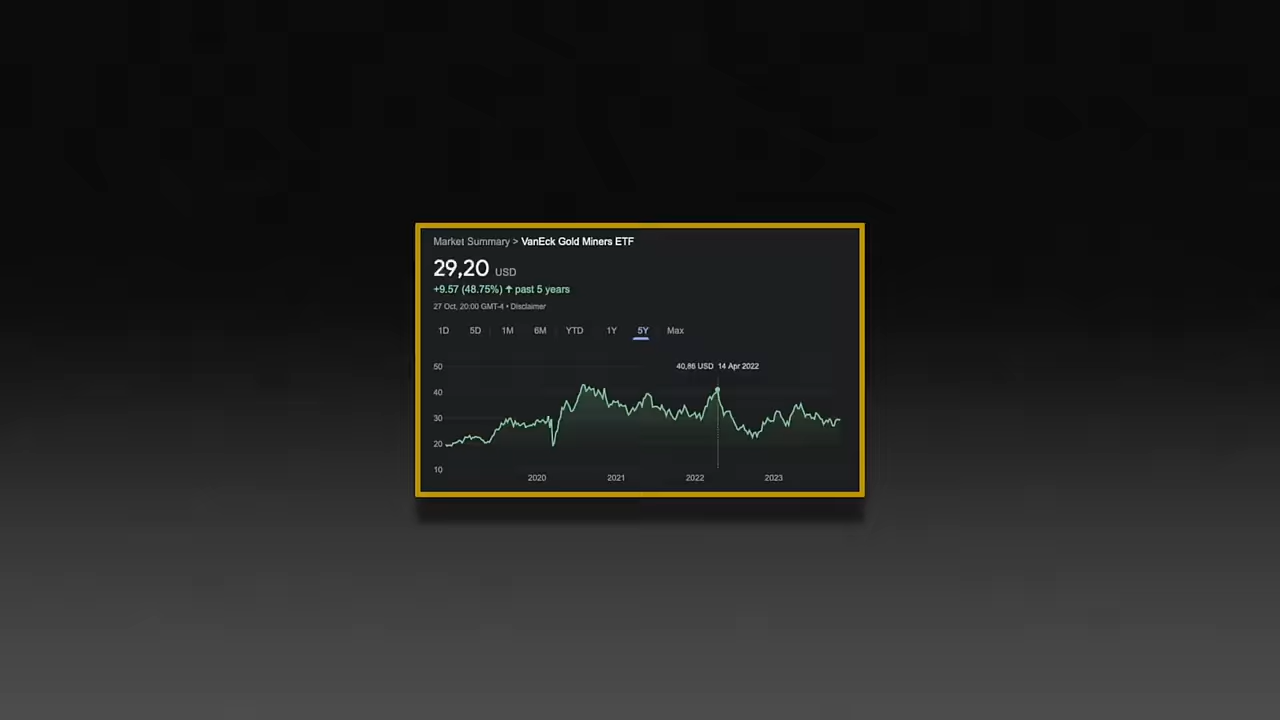 Market Summary > VanEck Gold Miners ETF
29,20 USD
+9.57 (48.75%) ↑ past 5 years
27 Oct, 20:00 GMT-4 • Disclaimer
1D 5D 1M 6M YTD 1Y 5Y Max
40,86 USD 14 Apr 2022
50
40
30
20
10
2020 2021 2022 2023